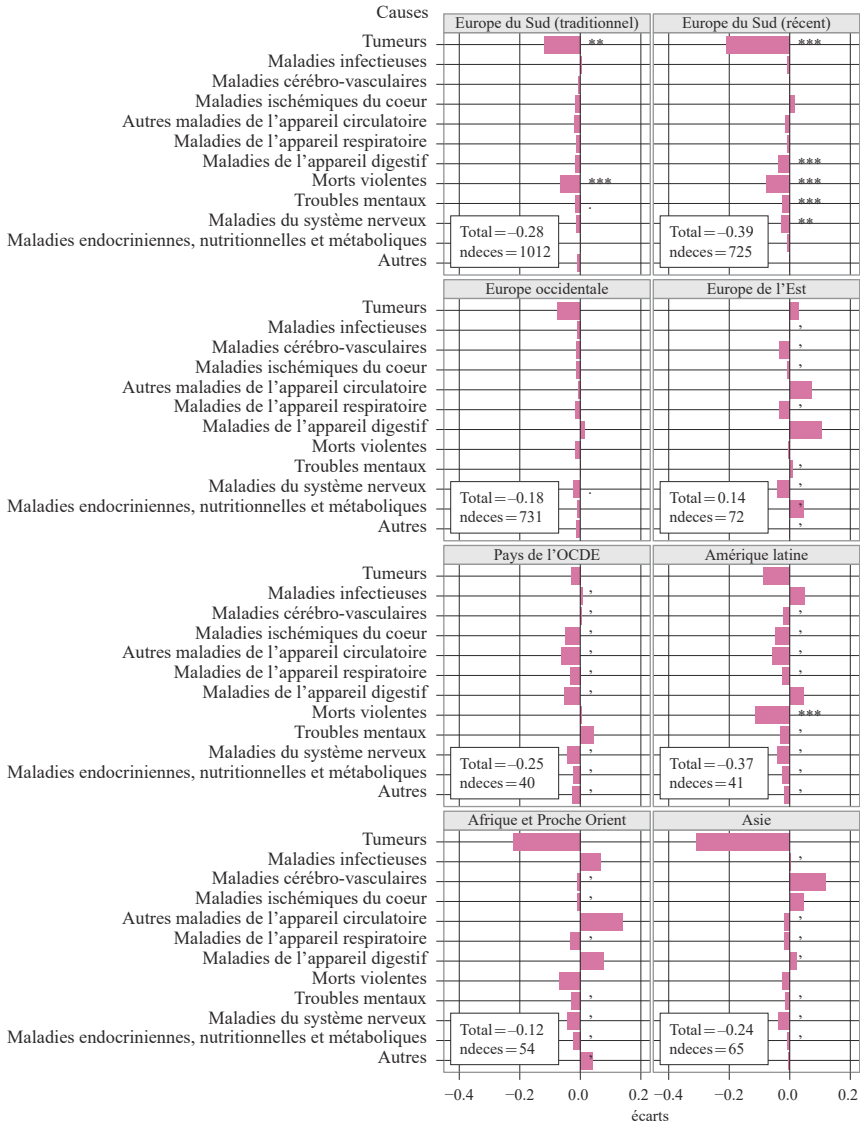 Causes
Europe du Sud (traditionnel) Europe du Sud (récent)
Tumeurs ** ***
Maladies infectieuses
Maladies cérébro-vasculaires
Maladies ischémiques du coeur
Autres maladies de l'appareil circulatoire
Maladies de l'appareil respiratoire
Maladies de l'appareil digestif ***
Morts violentes *** ***
Troubles mentaux . ***
Maladies du système nerveux **
Maladies endocriniennes, nutritionnelles et métaboliques
Autres
Total=–0.28
ndeces=1012
Total=–0.39
ndeces=725
Europe occidentale Europe de l'Est
Tumeurs
Maladies infectieuses ’
Maladies cérébro-vasculaires ’
Maladies ischémiques du coeur ’
Autres maladies de l'appareil circulatoire
Maladies de l'appareil respiratoire ’
Maladies de l'appareil digestif
Morts violentes
Troubles mentaux ’
Maladies du système nerveux . ’
Maladies endocriniennes, nutritionnelles et métaboliques ’
Autres ’
Total=–0.18
ndeces=731
Total=0.14
ndeces=72
Pays de l'OCDE Amérique latine
Tumeurs
Maladies infectieuses ’ ’
Maladies cérébro-vasculaires ’ ’
Maladies ischémiques du coeur ’ ’
Autres maladies de l'appareil circulatoire ’ ’
Maladies de l'appareil respiratoire ’ ’
Maladies de l'appareil digestif ’ ’
Morts violentes ***
Troubles mentaux ’
Maladies du système nerveux ’ ’
Maladies endocriniennes, nutritionnelles et métaboliques ’ ’
Autres ’ ’
Total=–0.25
ndeces=40
Total=–0.37
ndeces=41
Afrique et Proche Orient Asie
Tumeurs
Maladies infectieuses ’ ’
Maladies cérébro-vasculaires ’
Maladies ischémiques du coeur ’ ’
Autres maladies de l'appareil circulatoire ’
Maladies de l'appareil respiratoire ’ ’
Maladies de l'appareil digestif ’
Morts violentes
Troubles mentaux ’ ’
Maladies du système nerveux ’ ’
Maladies endocriniennes, nutritionnelles et métaboliques ’ ’
Autres ’
Total=–0.12
ndeces=54
Total=–0.24
ndeces=65
–0.4 –0.2 0.0 0.2 –0.4 –0.2 0.0 0.2
écarts